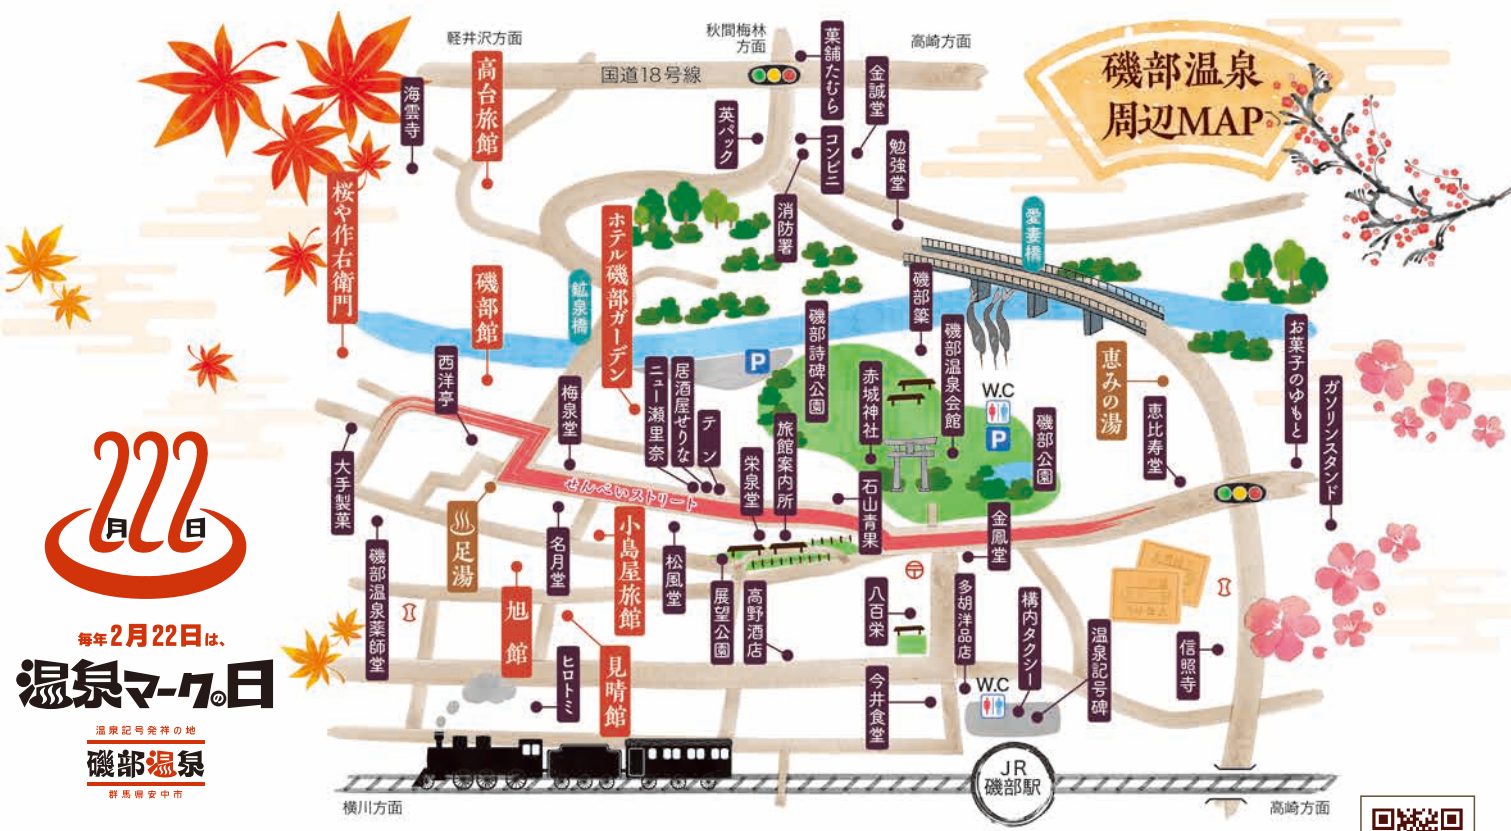 軽井沢方面
秋間梅林
方面
高崎方面
国道18号線
磯部温泉
周辺MAP
高台旅館
海雲寺
菓舗たむら
金誠堂
英パック
コンビニ
勉強堂
消防署
桜や作右衛門
磯部館
鉱泉橋
ホテル磯部ガーデン
愛妻橋
磯部簗
磯部詩碑公園
磯部温泉会館
赤城神社
W.C
P
P
磯部公園
恵みの湯
恵比寿堂
お菓子のゆもと
ガソリンスタンド
西洋亭
梅泉堂
ニュー瀬里奈
居酒屋せりな
テン
栄泉堂
旅館案内所
石山青果
せんべいストリート
大手製菓
足湯
名月堂
小島屋旅館
松風堂
磯部温泉薬師堂
旭館
展望公園
高野酒店
金鳳堂
八百栄
多胡洋品店
構内タクシー
温泉記号碑
信照寺
ヒロトミ
見晴館
今井食堂
W.C
JR
磯部駅
横川方面
高崎方面
222
月 日
毎年2月22日は、
温泉マークの日
温泉記号発祥の地
磯部温泉
群馬県安中市